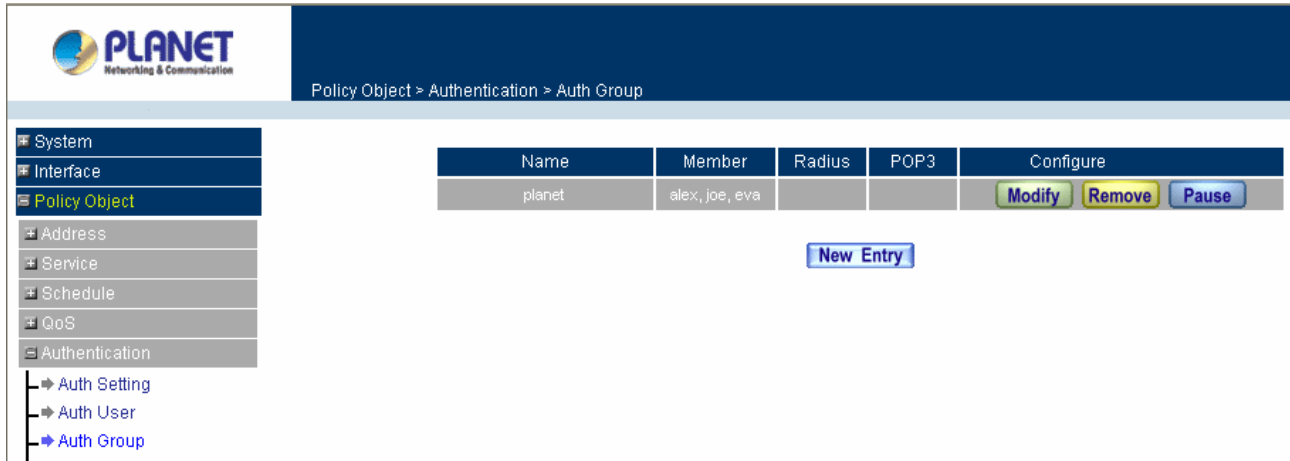 PLANET
Networking & Communication
Policy Object > Authentication > Auth Group
System
Interface
Policy Object
Address
Service
Schedule
QoS
Authentication
Auth Setting
Auth User
Auth Group
Name Member Radius POP3 Configure
planet alex, joe, eva Modify Remove Pause
New Entry